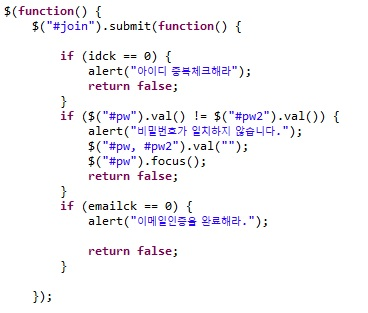 $(function() {
    $("#join").submit(function() {

        if (idck == 0) {
            alert("아이디 중복체크해라");
            return false;
        }
        if ($("#pw").val() != $("#pw2").val()) {
            alert("비밀번호가 일치하지 않습니다.");
            $("#pw, #pw2").val("");
            $("#pw").focus();
            return false;
        }
        if (emailck == 0) {
            alert("이메일인증을 완료해라.");

            return false;
        }

    });